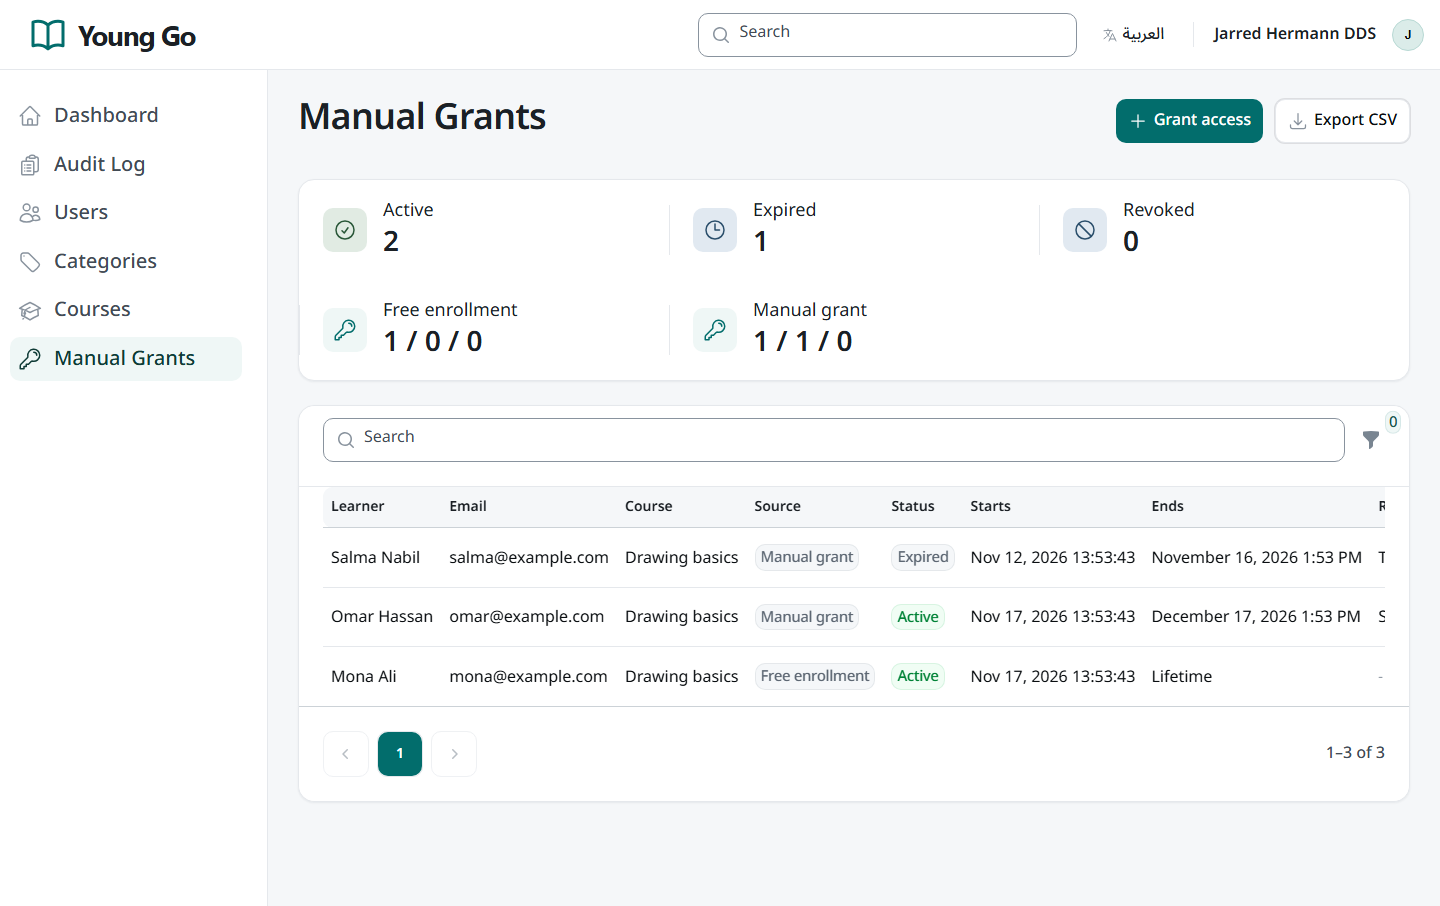 Young Go
Search
العربية
Jarred Hermann DDS
J
Dashboard
Audit Log
Users
Categories
Courses
Manual Grants
Manual Grants
Grant access
Export CSV
Active
2
Expired
1
Revoked
0
Free enrollment
1 / 0 / 0
Manual grant
1 / 1 / 0
Search
0
Learner Email Course Source Status Starts Ends
Salma Nabil salma@example.com Drawing basics Manual grant Expired Nov 12, 2026 13:53:43 November 16, 2026 1:53 PM T
Omar Hassan omar@example.com Drawing basics Manual grant Active Nov 17, 2026 13:53:43 December 17, 2026 1:53 PM
Mona Ali mona@example.com Drawing basics Free enrollment Active Nov 17, 2026 13:53:43 Lifetime -
1
1–3 of 3